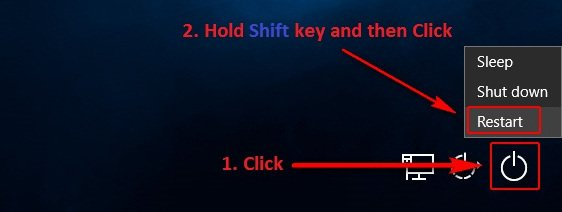 2. Hold Shift key and then Click
Sleep
Shut down
Restart
1. Click